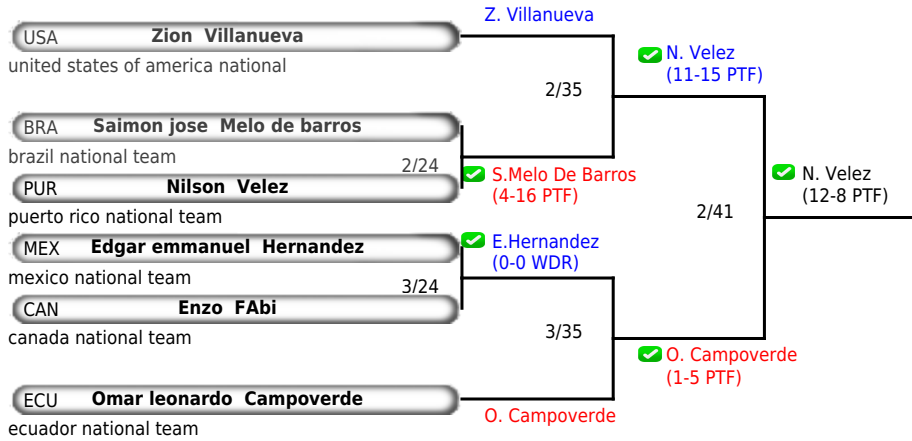 Z. Villanueva
USA Zion Villanueva
united states of america national
N. Velez
(11-15 PTF)
2/35
BRA Saimon jose Melo de barros
brazil national team
2/24
S.Melo De Barros
(4-16 PTF)
PUR Nilson Velez
puerto rico national team
N. Velez
(12-8 PTF)
2/41
MEX Edgar emmanuel Hernandez
mexico national team
E.Hernandez
(0-0 WDR)
3/24
CAN Enzo FAbi
canada national team
3/35
O. Campoverde
(1-5 PTF)
ECU Omar leonardo Campoverde
ecuador national team
O. Campoverde